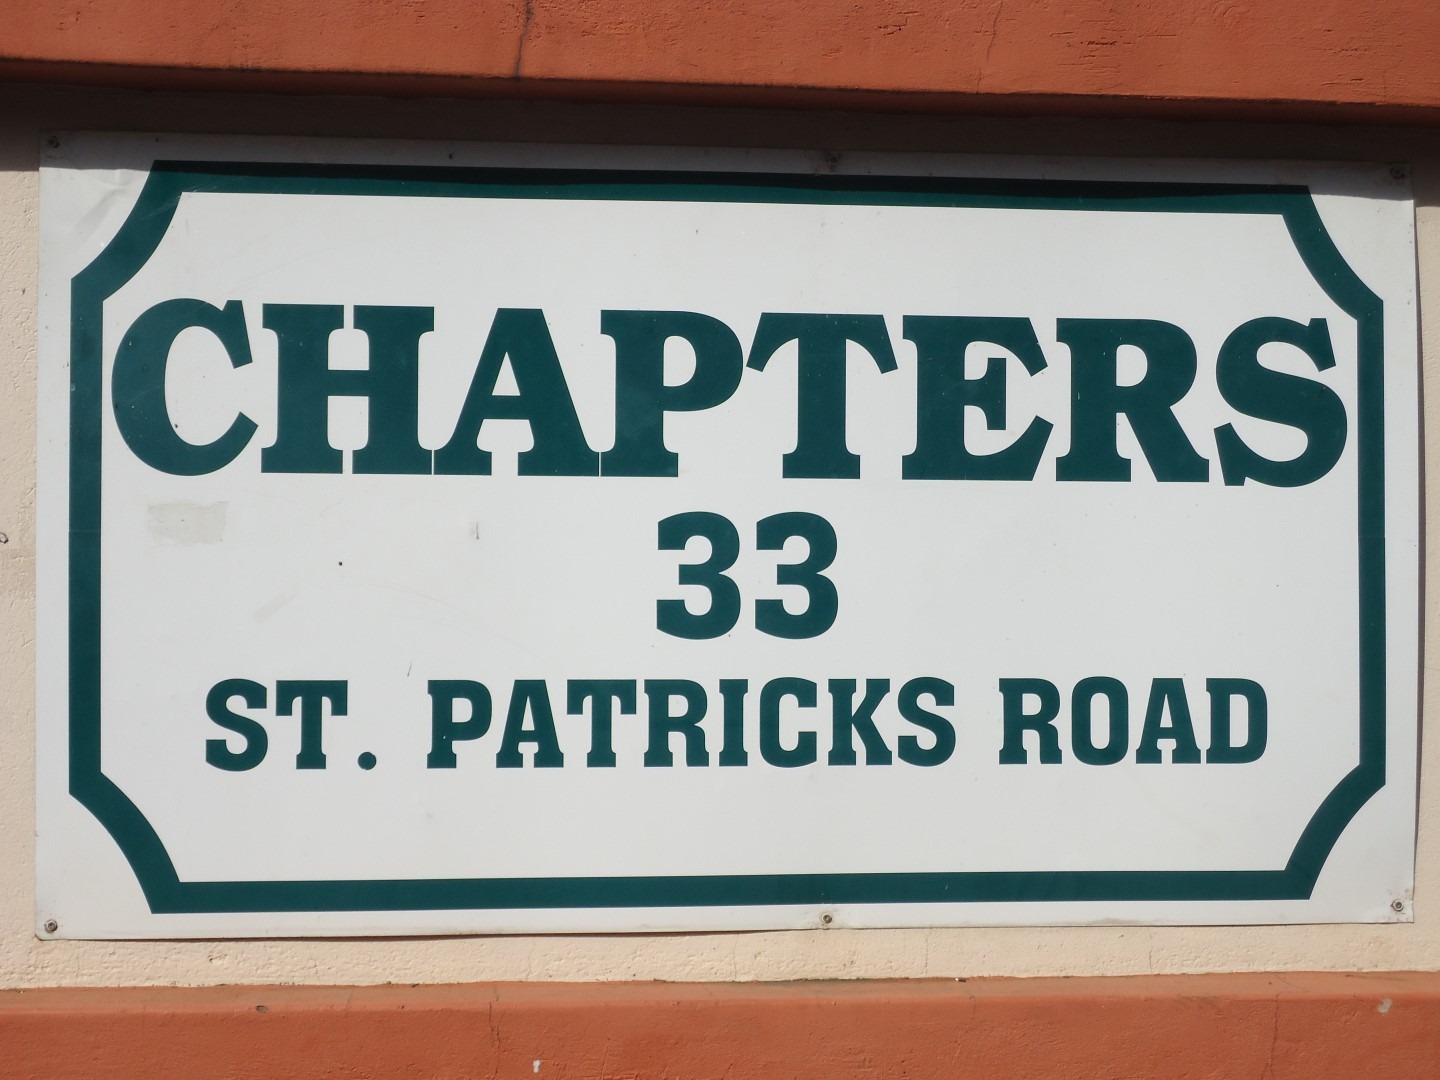 CHAPTERS
33
ST. PATRICKS ROAD